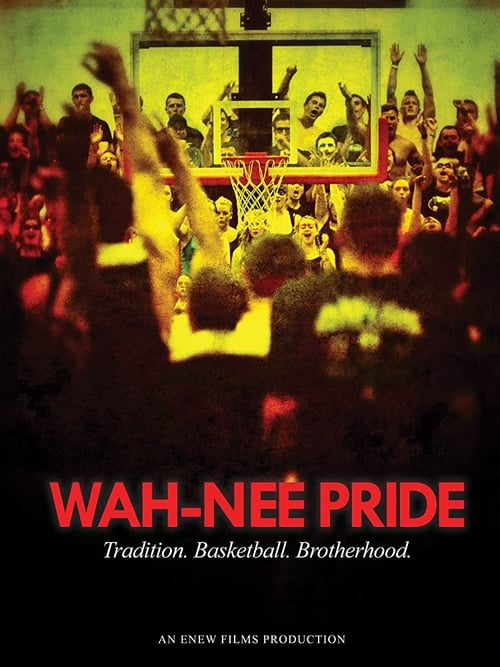 WAH-NEE PRIDE
Tradition. Basketball. Brotherhood.
AN ENEW FILMS PRODUCTION